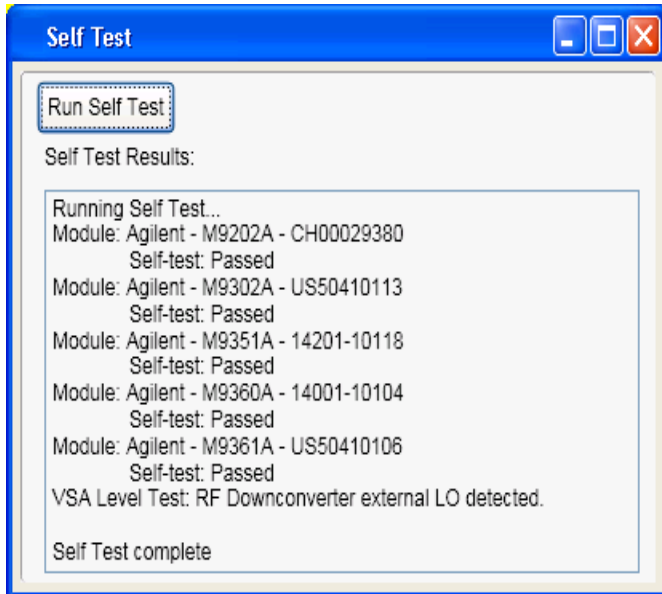 Self Test
Run Self Test
Self Test Results:
Running Self Test...
Module: Agilent - M9202A - CH00029380
Self-test: Passed
Module: Agilent - M9302A - US50410113
Self-test: Passed
Module: Agilent - M9351A - 14201-10118
Self-test: Passed
Module: Agilent - M9360A - 14001-10104
Self-test: Passed
Module: Agilent - M9361A - US50410106
Self-test: Passed
VSA Level Test: RF Downconverter external LO detected.
Self Test complete